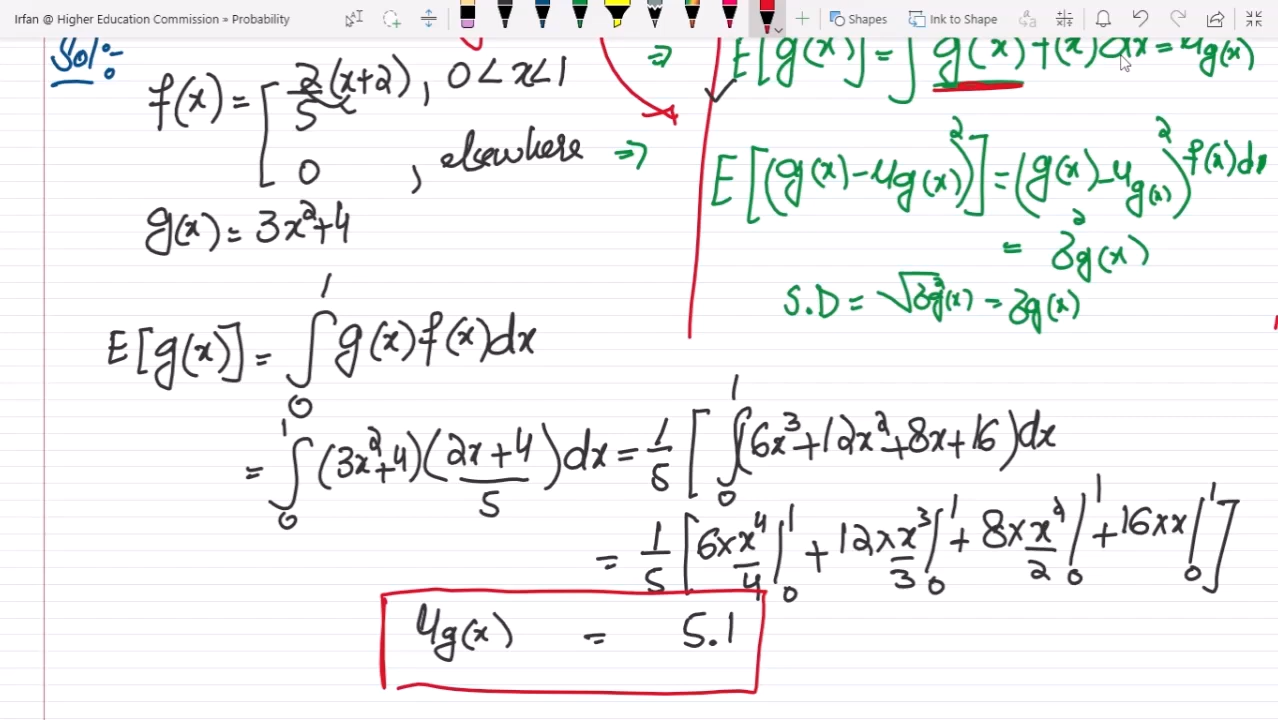 Irfan @ Higher Education Commission » Probability
Shapes
Ink to Shape
Sol:-
f(x) = [ 2/5 (x+2), 0<x<1
0 , elsewhere
g(x) = 3x²+4
⇒ E[g(x)] = ∫ g(x) f(x) dx = μg(x)
⇒ E[(g(x)-μg(x))²] = (g(x)-μg(x))² f(x)dx
= σ²g(x)
S.D = √σ²g(x) = σg(x)
E[g(x)] = ∫₀¹ g(x) f(x) dx
= ∫₀¹ (3x²+4)((2x+4)/5) dx = 1/5 [ ∫₀¹ (6x³+12x²+8x+16) dx
= 1/5 [ 6×x⁴/4 |₀¹ + 12×x³/3 |₀¹ + 8×x²/2 |₀¹ + 16×x |₀¹ ]
μg(x) = 5.1